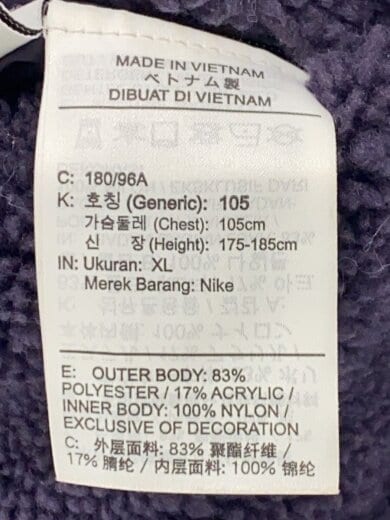 MADE IN VIETNAM
ベトナム製
DIBUAT DI VIETNAM
C: 180/96A
K: 호칭 (Generic): 105
가슴둘레 (Chest): 105cm
신 장 (Height): 175-185cm
IN: Ukuran: XL
Merek Barang: Nike
E: OUTER BODY: 83%
POLYESTER / 17% ACRYLIC /
INNER BODY: 100% NYLON /
EXCLUSIVE OF DECORATION
C: 外层面料: 83% 聚酯纤维 /
17% 腈纶 / 内层面料: 100% 锦纶